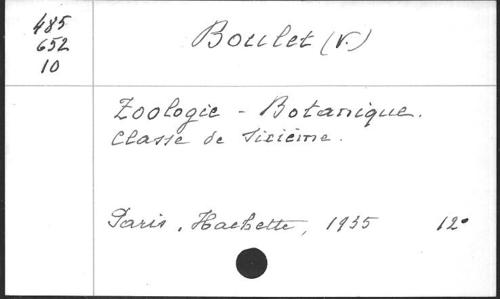 485
652
10
Boulet (V.)
Zoologie - Botanique.
Classe de Sixième.
Paris, Hachette, 1935 12°